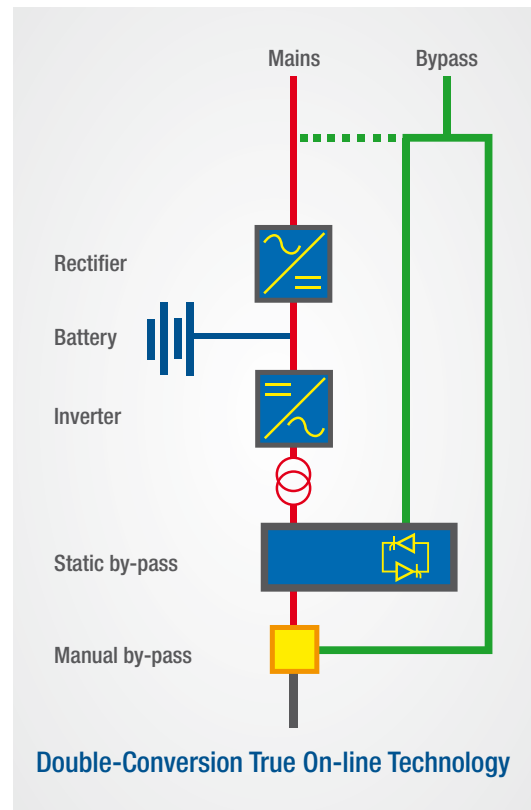 Mains
Bypass
Rectifier
Battery
Inverter
Static by-pass
Manual by-pass
Double-Conversion True On-line Technology